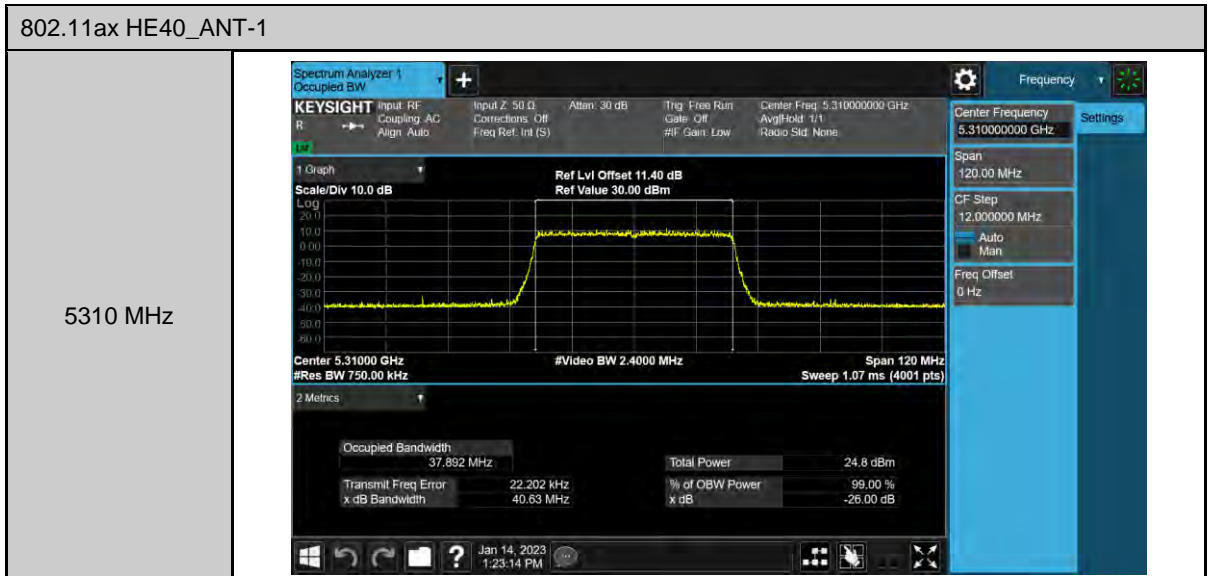 802.11ax HE40_ANT-1
5310 MHz
Spectrum Analyzer 1
Occupied BW
Frequency
KEYSIGHT Input: RF
R
Coupling: AC
Align: Auto
Input Z: 50 Ω
Corrections: Off
Freq Ref: Int (S)
Atten: 30 dB
Trig: Free Run
Gate: Off
#IF Gain: Low
Center Freq: 5.310000000 GHz
Avg|Hold: 1/1
Radio Std: None
1 Graph
Scale/Div 10.0 dB
Ref Lvl Offset 11.40 dB
Ref Value 30.00 dBm
Log
20.0
10.0
0.00
-10.0
-20.0
-30.0
-40.0
-50.0
-60.0
Center 5.31000 GHz
#Res BW 750.00 kHz
#Video BW 2.4000 MHz
Span 120 MHz
Sweep 1.07 ms (4001 pts)
2 Metrics
Occupied Bandwidth
37.892 MHz
Transmit Freq Error 22.202 kHz
x dB Bandwidth 40.63 MHz
Total Power 24.8 dBm
% of OBW Power 99.00 %
x dB -26.00 dB
Center Frequency
5.310000000 GHz
Settings
Span
120.00 MHz
CF Step
12.000000 MHz
Auto
Man
Freq Offset
0 Hz
?
Jan 14, 2023
1:23:14 PM